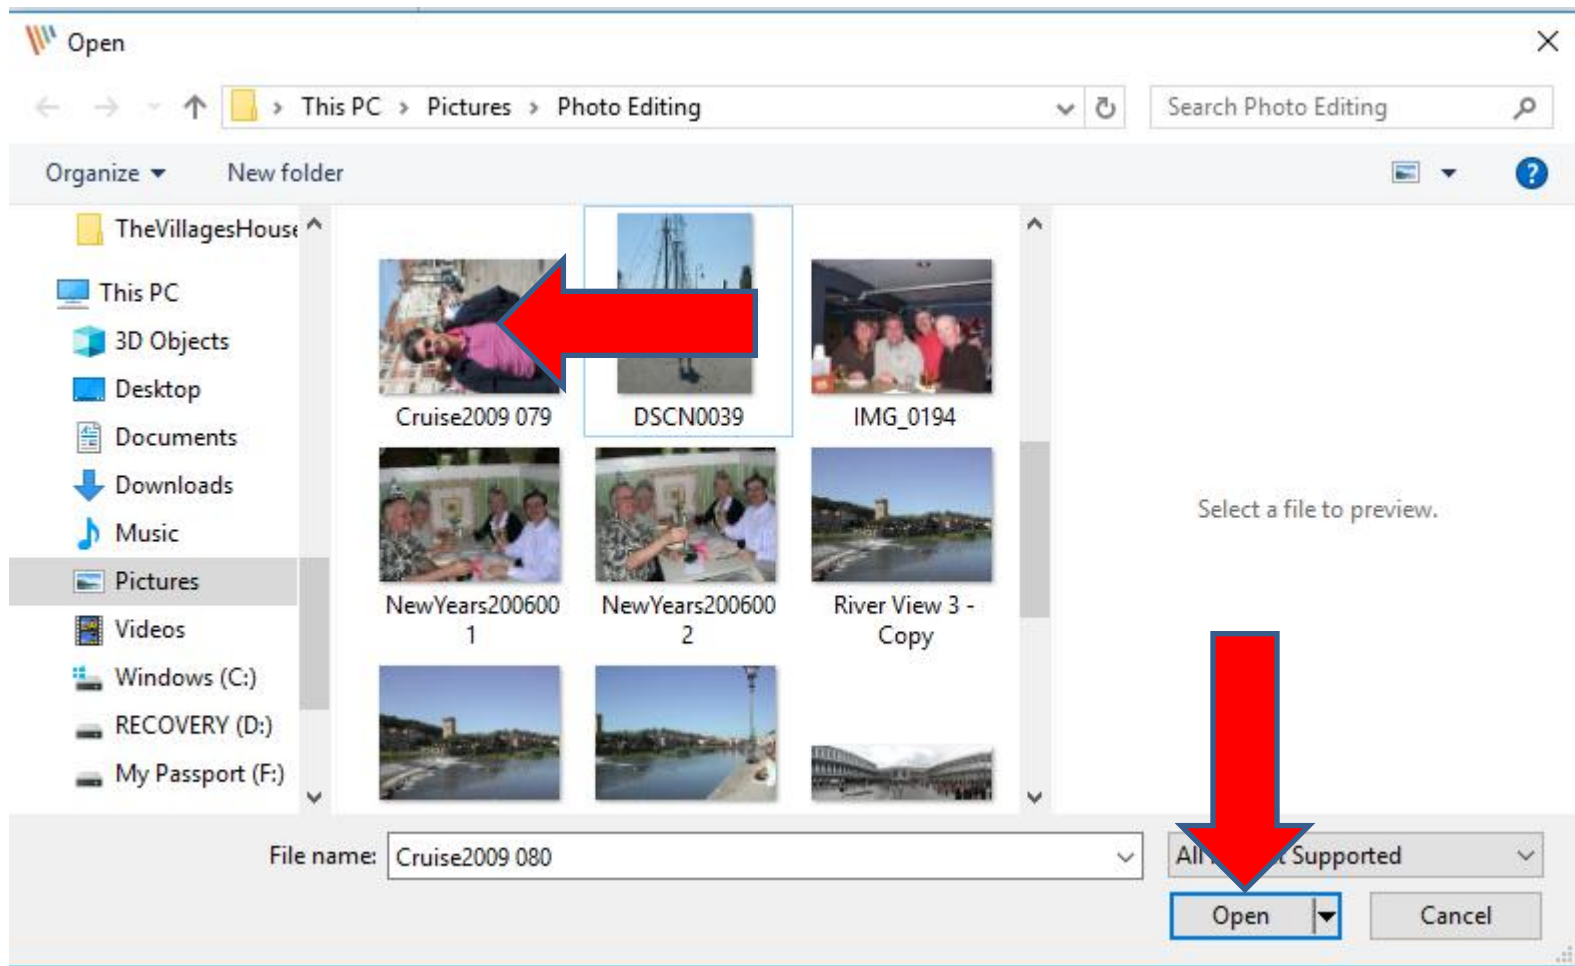 Open
This PC > Pictures > Photo Editing
Search Photo Editing
Organize
New folder
TheVillagesHouse
This PC
3D Objects
Desktop
Documents
Downloads
Music
Pictures
Videos
Windows (C:)
RECOVERY (D:)
My Passport (F:)
Cruise2009 079
DSCN0039
IMG_0194
NewYears200600
1
NewYears200600
2
River View 3 -
Copy
Select a file to preview.
File name:
Cruise2009 080
All Supported
Open
Cancel